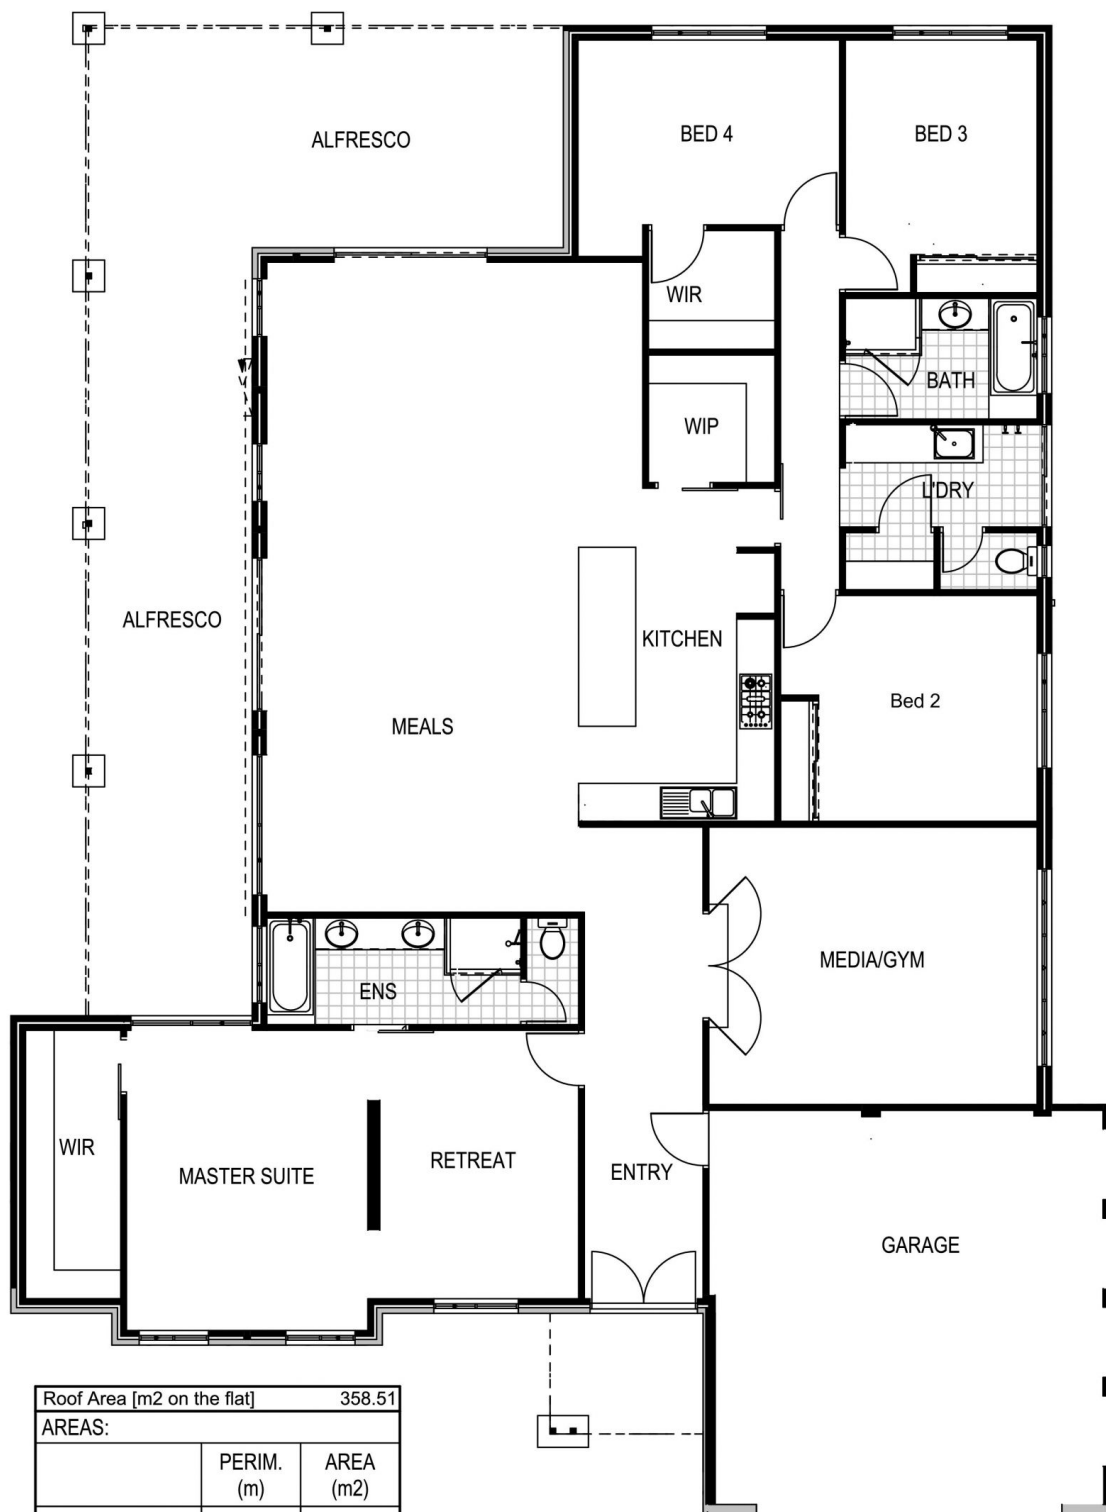 ALFRESCO
BED 4
BED 3
WIR
BATH
WIP
L'DRY
ALFRESCO
KITCHEN
Bed 2
MEALS
MEDIA/GYM
ENS
WIR
MASTER SUITE
RETREAT
ENTRY
GARAGE
Roof Area [m2 on the flat] 358.51
AREAS:
PERIM. AREA
(m) (m2)